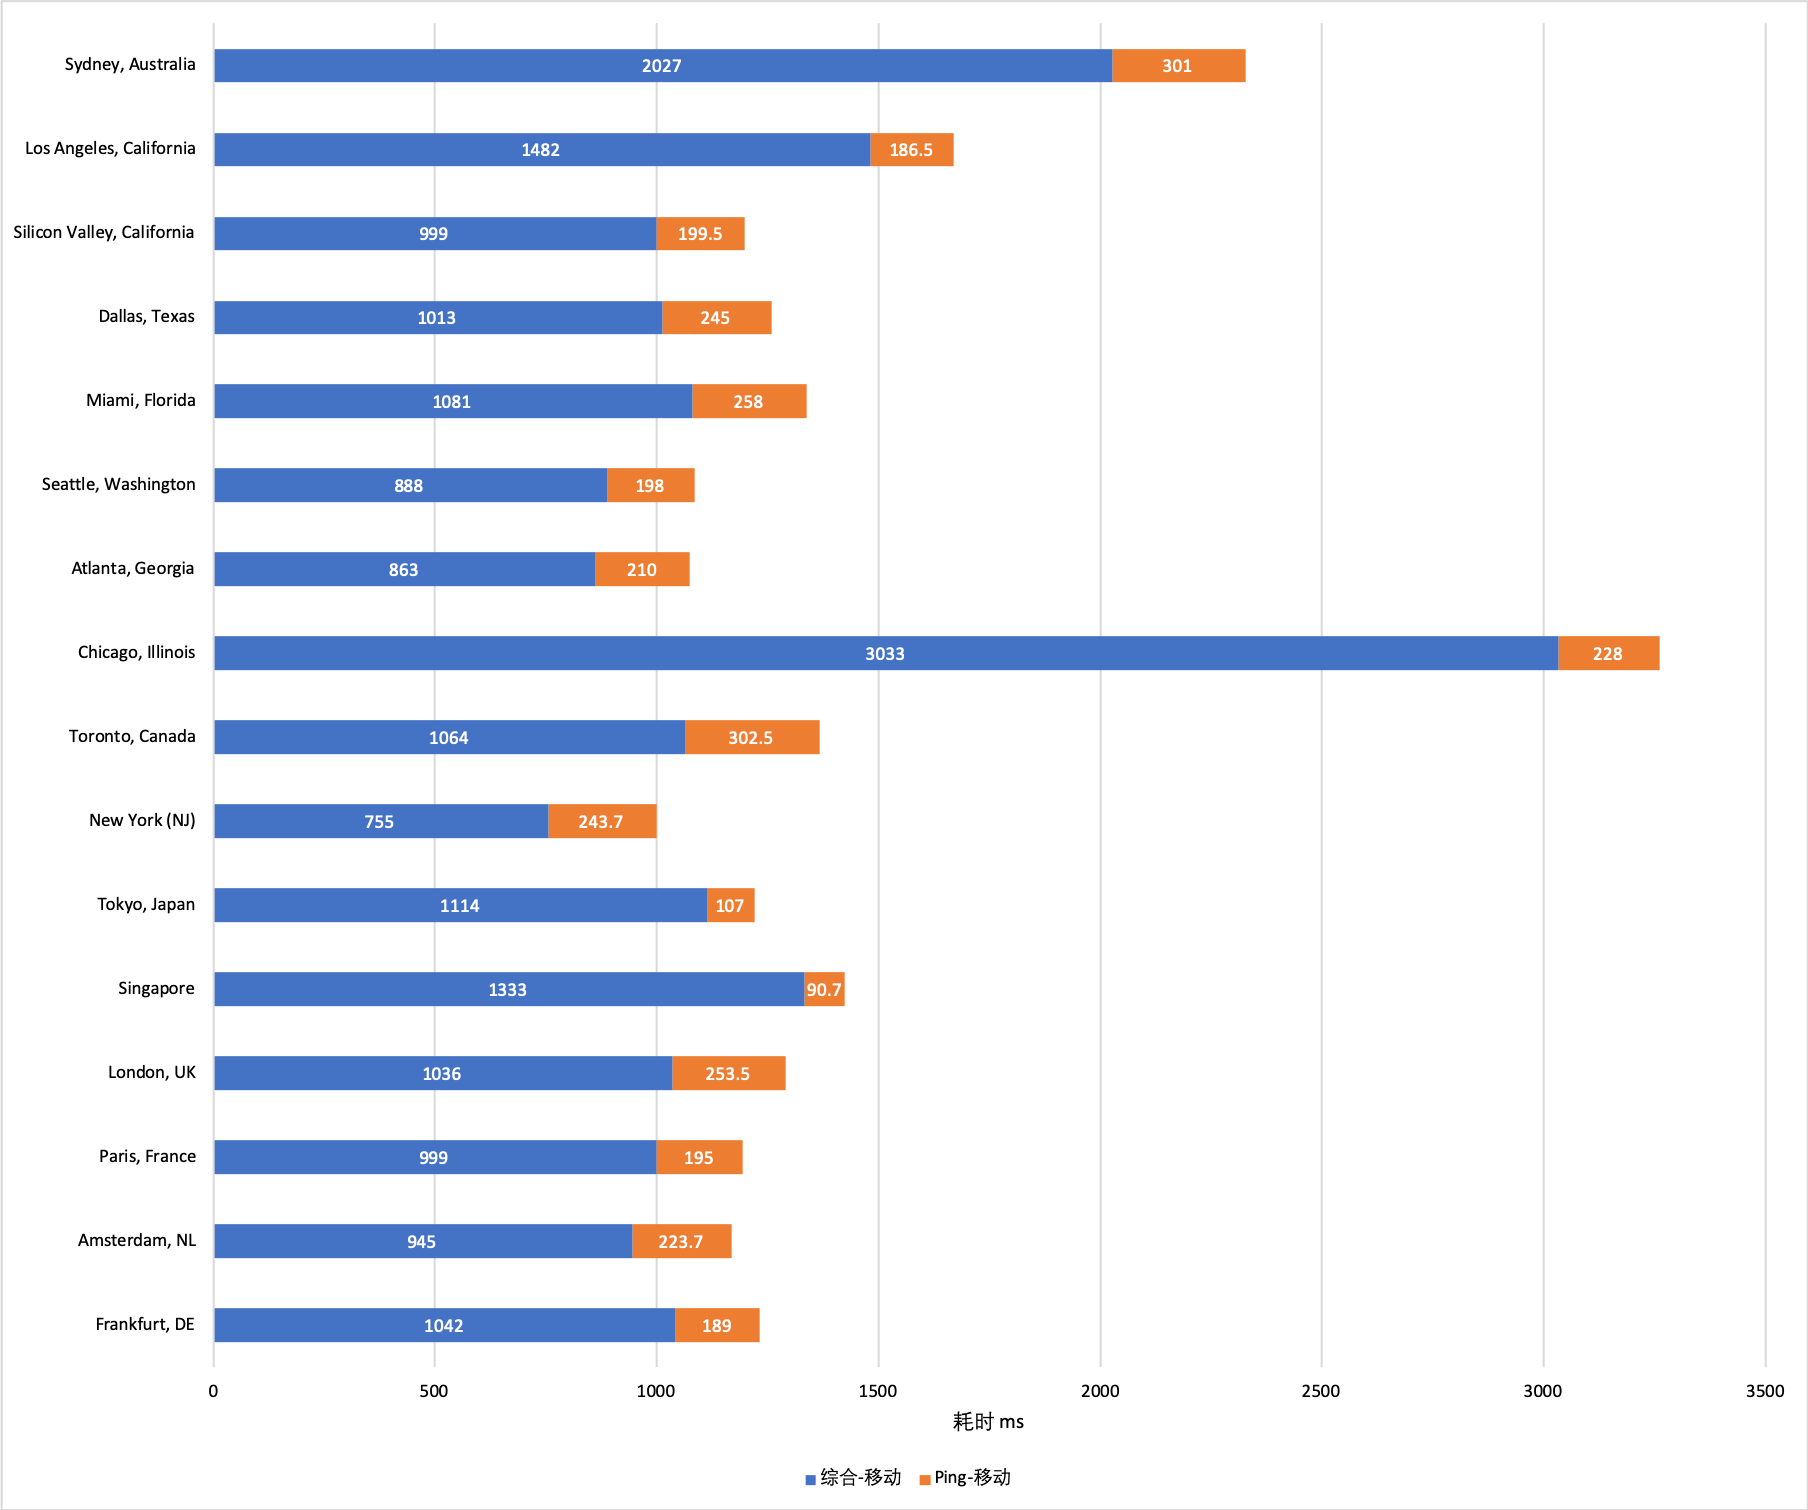 Sydney, Australia 2027 301
Los Angeles, California 1482 186.5
Silicon Valley, California 999 199.5
Dallas, Texas 1013 245
Miami, Florida 1081 258
Seattle, Washington 888 198
Atlanta, Georgia 863 210
Chicago, Illinois 3033 228
Toronto, Canada 1064 302.5
New York (NJ) 755 243.7
Tokyo, Japan 1114 107
Singapore 1333 90.7
London, UK 1036 253.5
Paris, France 999 195
Amsterdam, NL 945 223.7
Frankfurt, DE 1042 189
0 500 1000 1500 2000 2500 3000 3500
耗时 ms
综合-移动 Ping-移动